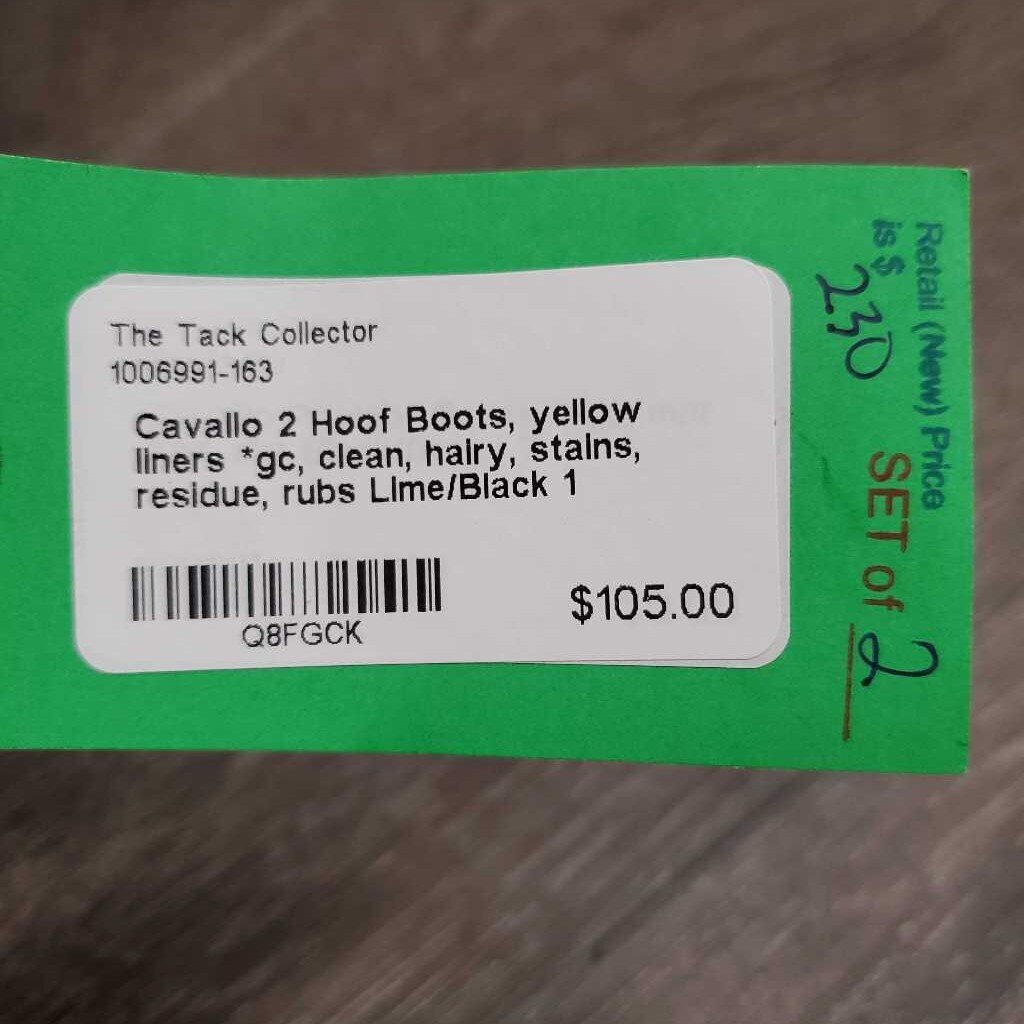 The Tack Collector
1006991-163
Cavallo 2 Hoof Boots, yellow
liners *gc, clean, hairy, stains,
residue, rubs Lime/Black 1
Q8FGCK
$105.00
Retail (New) Price
is $ 230
SET of 2